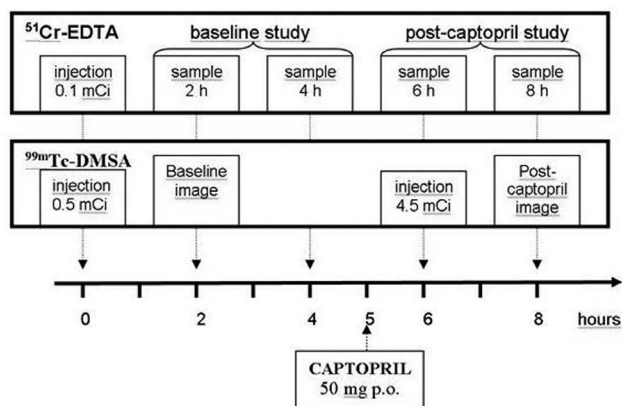 ⁵¹Cr-EDTA baseline study post-captopril study
injection sample sample sample sample
0.1 mCi 2 h 4 h 6 h 8 h
⁹⁹ᵐTc-DMSA
injection
0.5 mCi
Baseline
image
injection
4.5 mCi
Post-
captopril
image
0 2 4 5 6 8 hours
CAPTOPRIL
50 mg p.o.